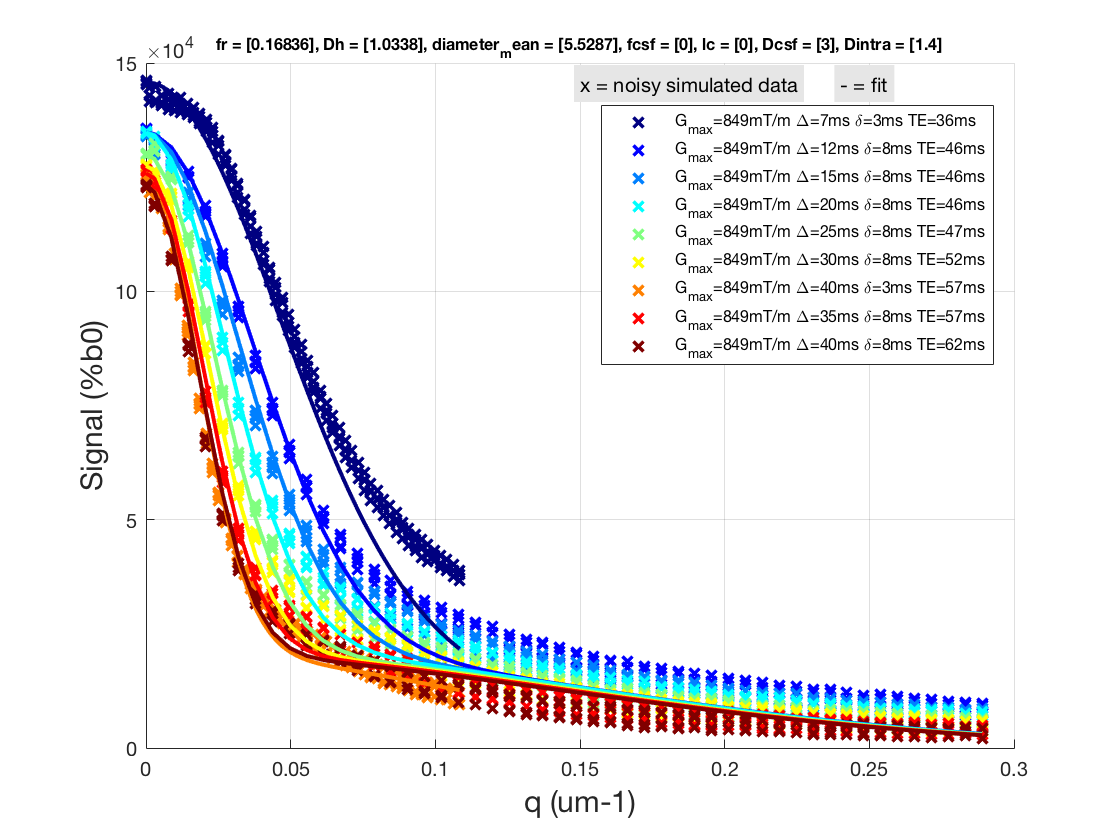 fr = [0.16836], Dh = [1.0338], diameter_mean = [5.5287], fcsf = [0], lc = [0], Dcsf = [3], Dintra = [1.4]
×10^4
x = noisy simulated data   - = fit
G_max=849mT/m Δ=7ms δ=3ms TE=36ms
G_max=849mT/m Δ=12ms δ=8ms TE=46ms
G_max=849mT/m Δ=15ms δ=8ms TE=46ms
G_max=849mT/m Δ=20ms δ=8ms TE=46ms
G_max=849mT/m Δ=25ms δ=8ms TE=47ms
G_max=849mT/m Δ=30ms δ=8ms TE=52ms
G_max=849mT/m Δ=40ms δ=3ms TE=57ms
G_max=849mT/m Δ=35ms δ=8ms TE=57ms
G_max=849mT/m Δ=40ms δ=8ms TE=62ms
15
10
5
0
Signal (%b0)
0 0.05 0.1 0.15 0.2 0.25 0.3
q (um-1)